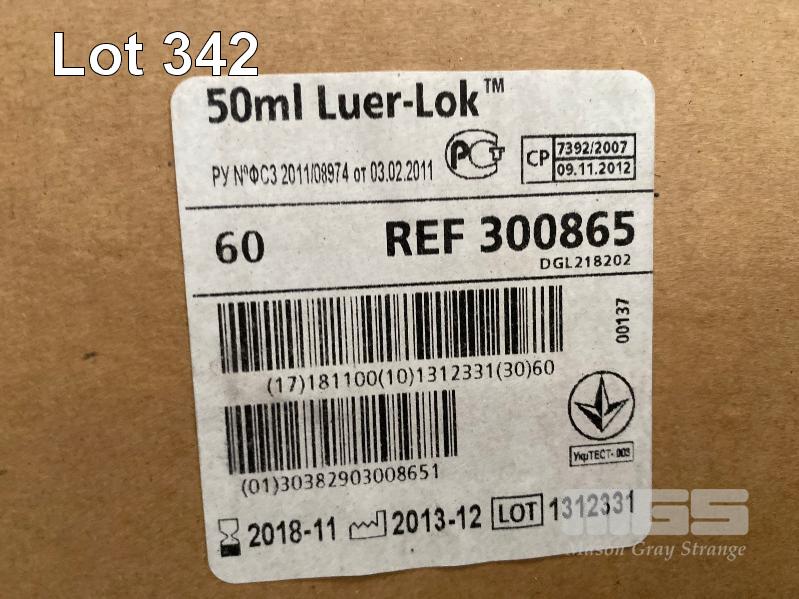 Lot 342
50ml Luer-Lok™
РУ №ФСЗ 2011/08974 от 03.02.2011
РСТ
CP 7392/2007
09.11.2012
60 REF 300865
DGL218202
00137
(17)181100(10)1312331(30)60
(01)30382903008651
УкрТЕСТ-003
2018-11 2013-12 LOT 1312331
MGS
Mason Gray Strange